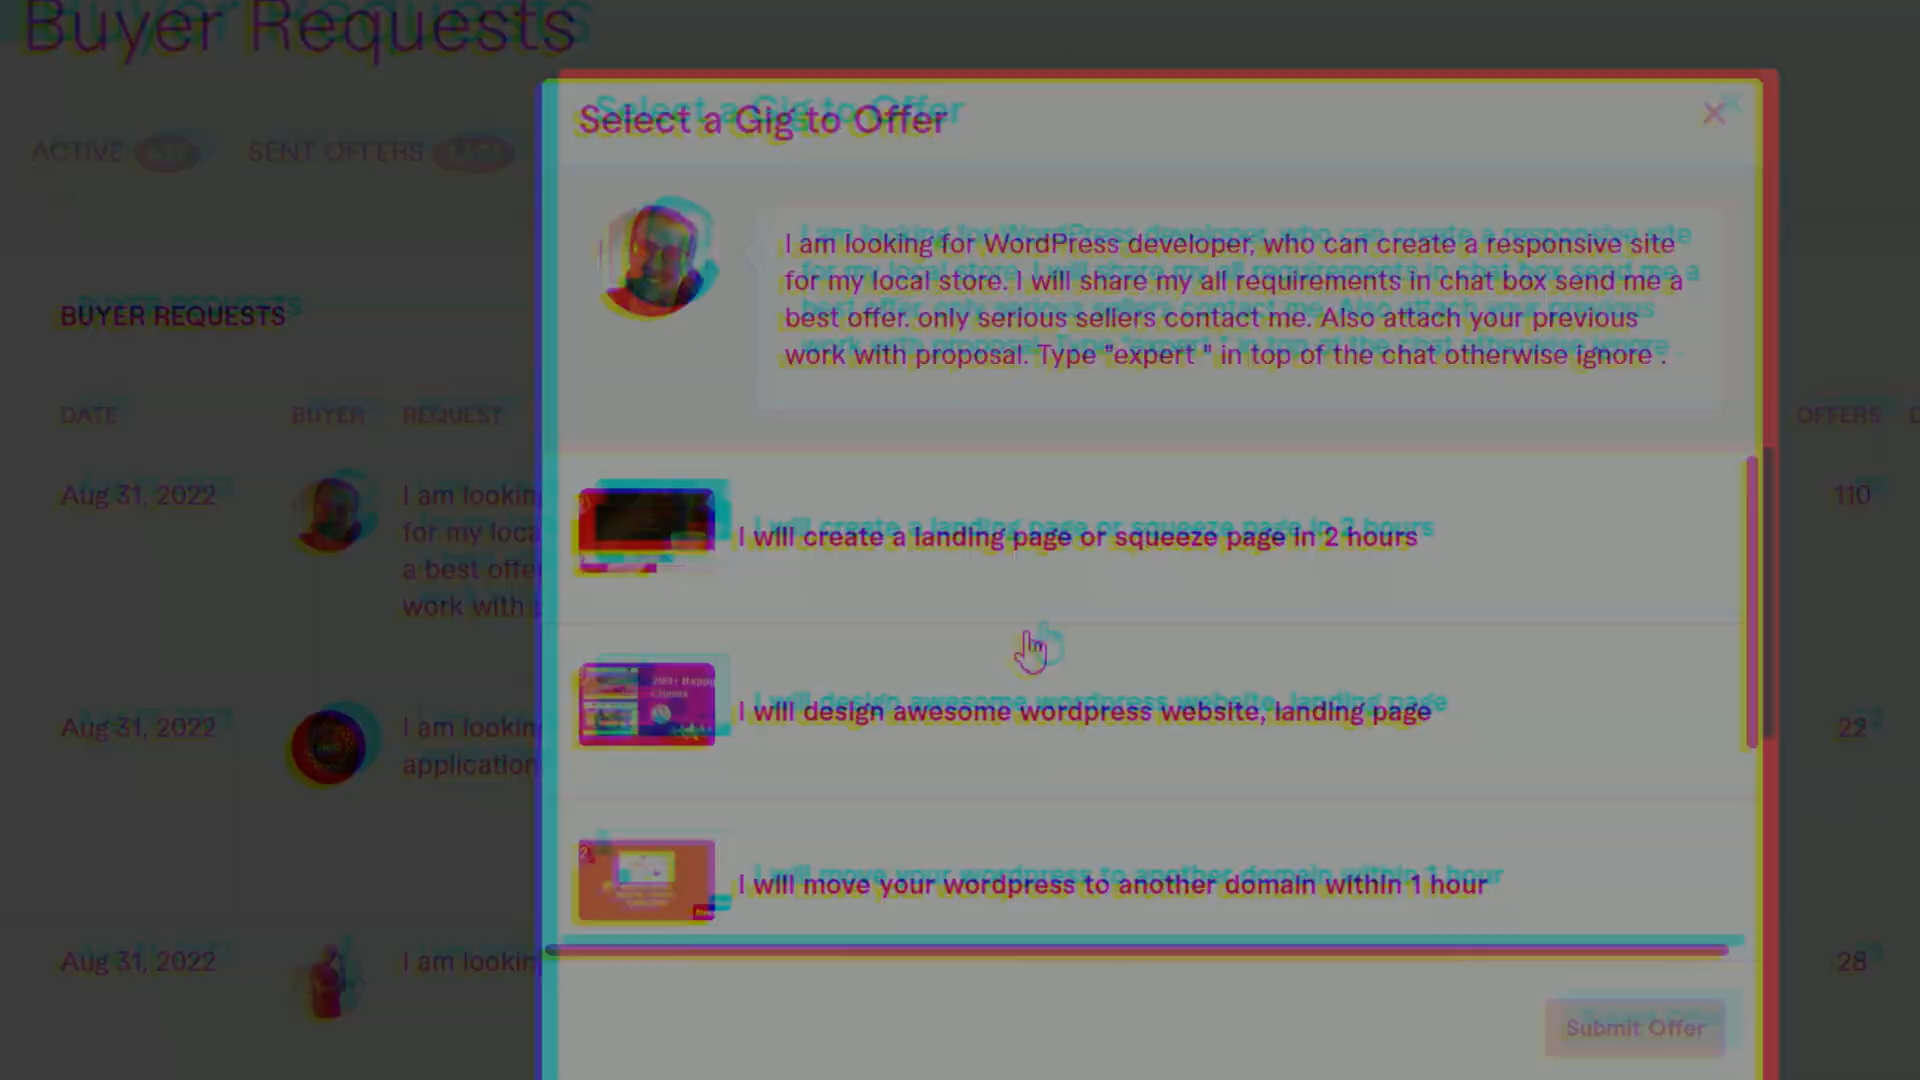 Buyer Requests
ACTIVE
SENT OFFERS
BUYER REQUESTS
DATE
BUYER
REQUEST
OFFERS
Aug 31, 2022
I am lookin
for my loca
a best offe
work with
110
Aug 31, 2022
I am lookin
application
22
Aug 31, 2022
I am lookin
28
Select a Gig to Offer
I am looking for WordPress developer, who can create a responsive site
for my local store. I will share my all requirements in chat box send me a
best offer. only serious sellers contact me. Also attach your previous
work with proposal. Type "expert " in top of the chat otherwise ignore .
I will create a landing page or squeeze page in 2 hours
I will design awesome wordpress website, landing page
I will move your wordpress to another domain within 1 hour
Submit Offer